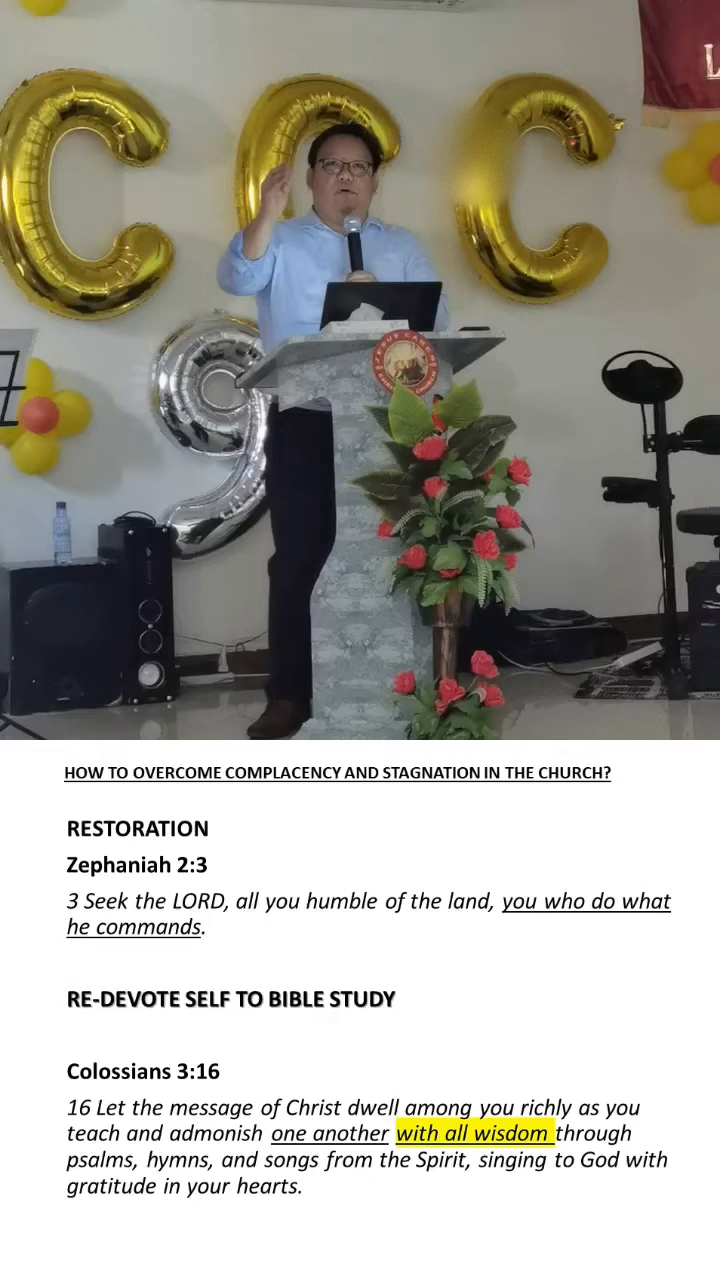 C C C
L
9
JESUS CARES
HOW TO OVERCOME COMPLACENCY AND STAGNATION IN THE CHURCH?
RESTORATION
Zephaniah 2:3
3 Seek the LORD, all you humble of the land, you who do what
he commands.
RE-DEVOTE SELF TO BIBLE STUDY
Colossians 3:16
16 Let the message of Christ dwell among you richly as you
teach and admonish one another with all wisdom through
psalms, hymns, and songs from the Spirit, singing to God with
gratitude in your hearts.